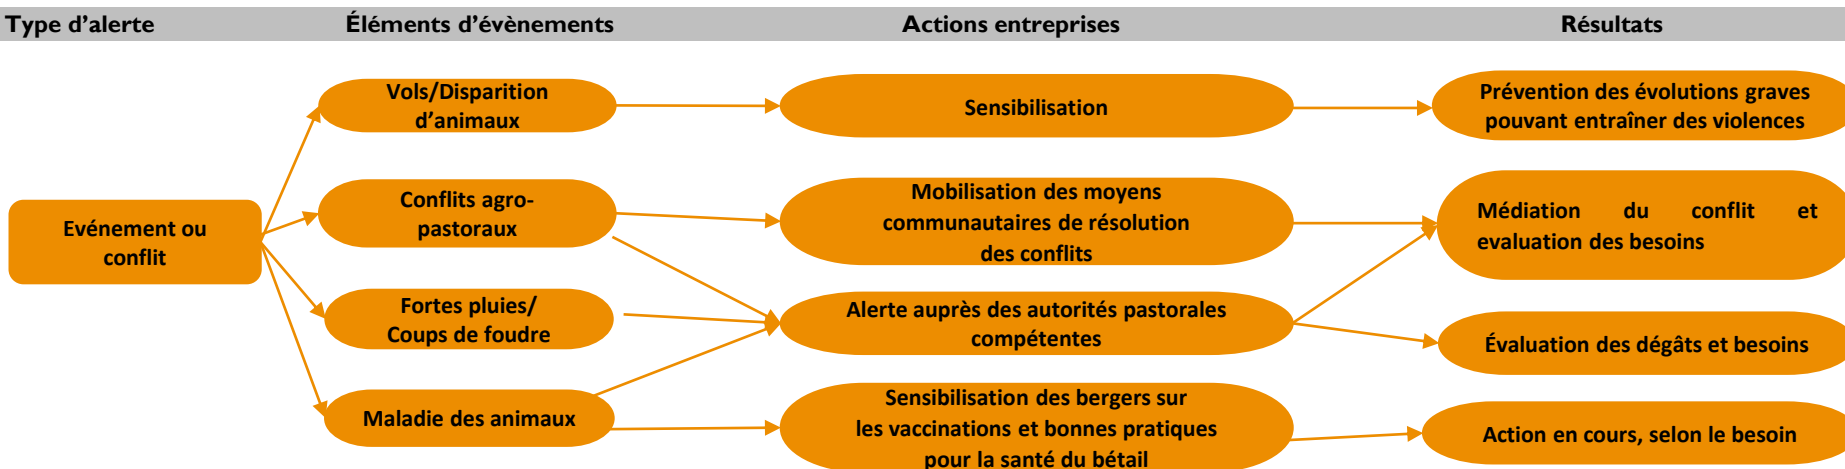 Type d’alerte Éléments d’évènements Actions entreprises Résultats
Vols/Disparition
d’animaux
Sensibilisation
Prévention des évolutions graves
pouvant entraîner des violences
Evénement ou
conflit
Conflits agro-
pastoraux
Mobilisation des moyens
communautaires de résolution
des conflits
Médiation du conflit et
evaluation des besoins
Fortes pluies/
Coups de foudre
Alerte auprès des autorités pastorales
compétentes
Évaluation des dégâts et besoins
Maladie des animaux
Sensibilisation des bergers sur
les vaccinations et bonnes pratiques
pour la santé du bétail
Action en cours, selon le besoin